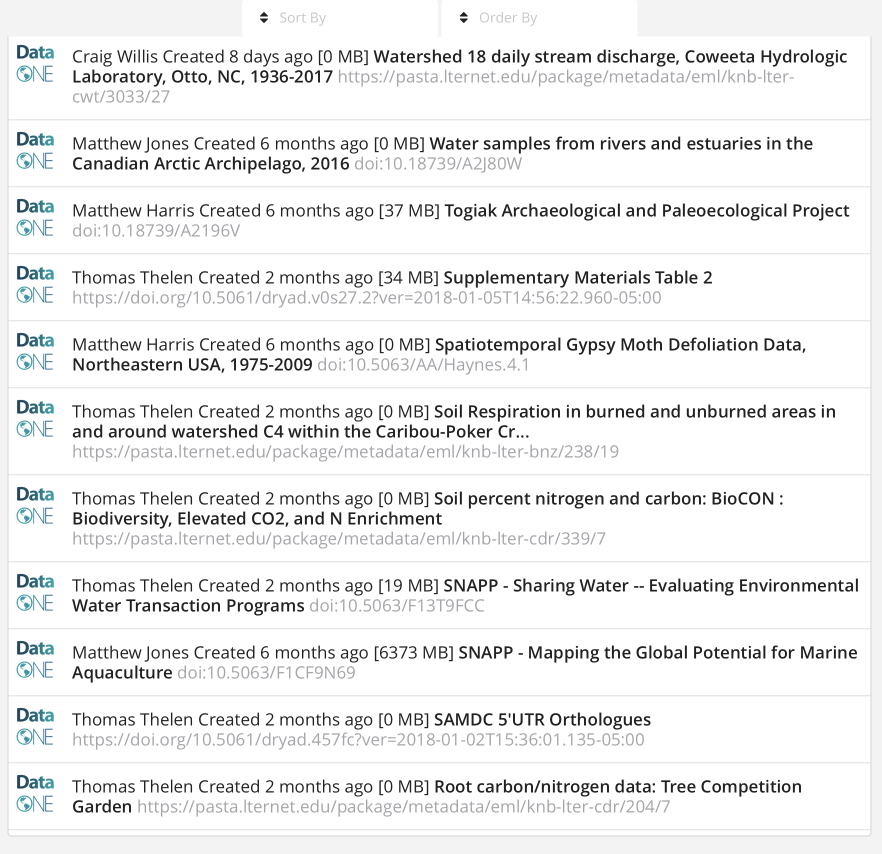 Sort By Order By
Data
ONE
Craig Willis Created 8 days ago [0 MB] Watershed 18 daily stream discharge, Coweeta Hydrologic
Laboratory, Otto, NC, 1936-2017 https://pasta.lternet.edu/package/metadata/eml/knb-lter-
cwt/3033/27
Data
ONE
Matthew Jones Created 6 months ago [0 MB] Water samples from rivers and estuaries in the
Canadian Arctic Archipelago, 2016 doi:10.18739/A2J80W
Data
ONE
Matthew Harris Created 6 months ago [37 MB] Togiak Archaeological and Paleoecological Project
doi:10.18739/A2196V
Data
ONE
Thomas Thelen Created 2 months ago [34 MB] Supplementary Materials Table 2
https://doi.org/10.5061/dryad.v0s27.2?ver=2018-01-05T14:56:22.960-05:00
Data
ONE
Matthew Harris Created 6 months ago [0 MB] Spatiotemporal Gypsy Moth Defoliation Data,
Northeastern USA, 1975-2009 doi:10.5063/AA/Haynes.4.1
Data
ONE
Thomas Thelen Created 2 months ago [0 MB] Soil Respiration in burned and unburned areas in
and around watershed C4 within the Caribou-Poker Cr...
https://pasta.lternet.edu/package/metadata/eml/knb-lter-bnz/238/19
Data
ONE
Thomas Thelen Created 2 months ago [0 MB] Soil percent nitrogen and carbon: BioCON :
Biodiversity, Elevated CO2, and N Enrichment
https://pasta.lternet.edu/package/metadata/eml/knb-lter-cdr/339/7
Data
ONE
Thomas Thelen Created 2 months ago [19 MB] SNAPP - Sharing Water -- Evaluating Environmental
Water Transaction Programs doi:10.5063/F13T9FCC
Data
ONE
Matthew Jones Created 6 months ago [6373 MB] SNAPP - Mapping the Global Potential for Marine
Aquaculture doi:10.5063/F1CF9N69
Data
ONE
Thomas Thelen Created 2 months ago [0 MB] SAMDC 5'UTR Orthologues
https://doi.org/10.5061/dryad.457fc?ver=2018-01-02T15:36:01.135-05:00
Data
ONE
Thomas Thelen Created 2 months ago [0 MB] Root carbon/nitrogen data: Tree Competition
Garden https://pasta.lternet.edu/package/metadata/eml/knb-lter-cdr/204/7